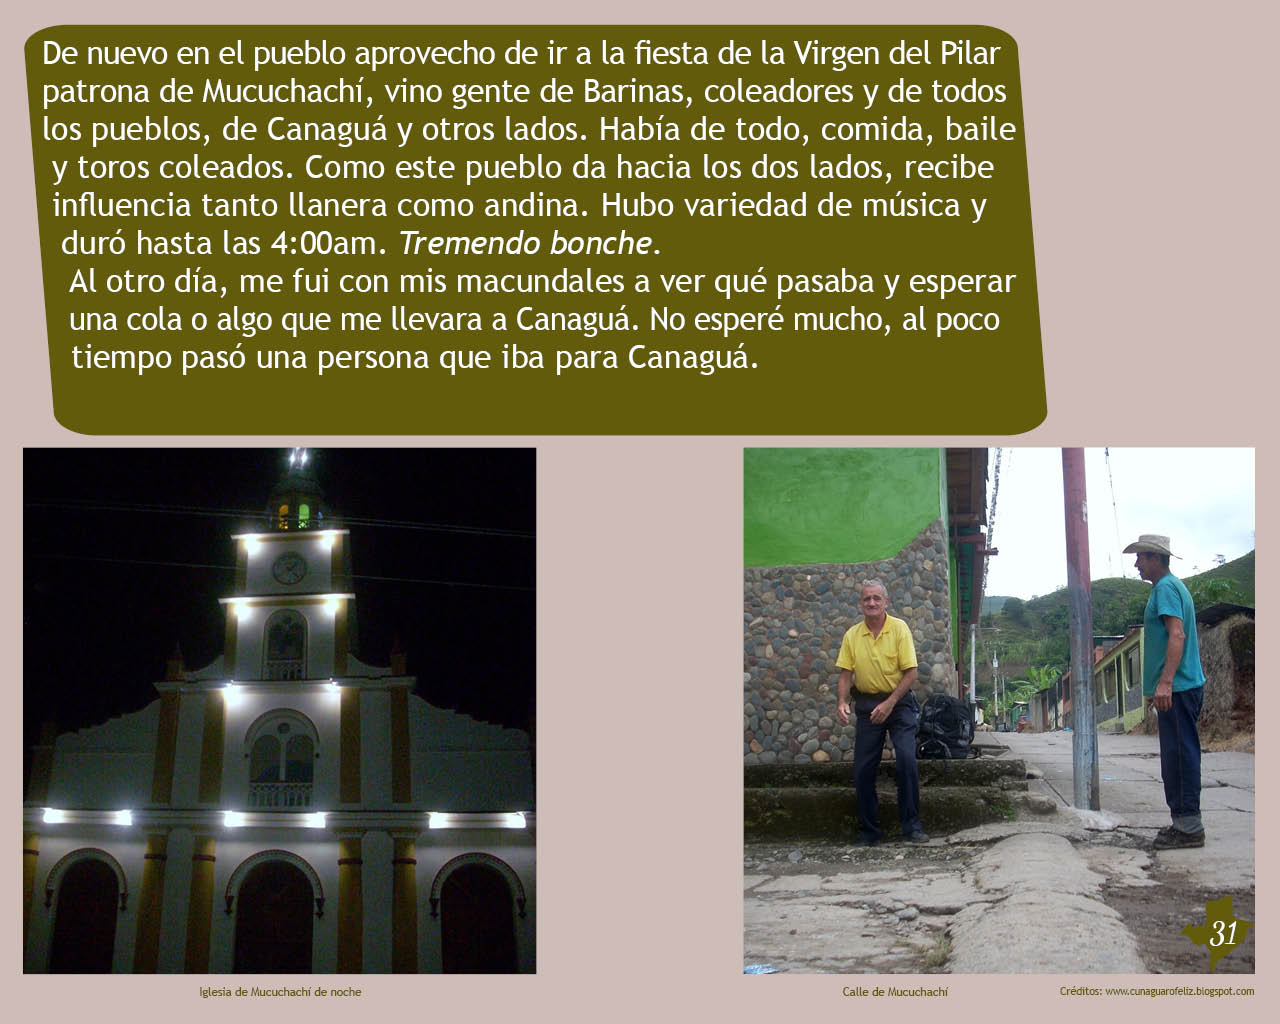 De nuevo en el pueblo aprovecho de ir a la fiesta de la Virgen del Pilar
patrona de Mucuchachí, vino gente de Barinas, coleadores y de todos
los pueblos, de Canaguá y otros lados. Había de todo, comida, baile
y toros coleados. Como este pueblo da hacia los dos lados, recibe
influencia tanto llanera como andina. Hubo variedad de música y
duró hasta las 4:00am. Tremendo bonche.
Al otro día, me fui con mis macundales a ver qué pasaba y esperar
una cola o algo que me llevara a Canaguá. No esperé mucho, al poco
tiempo pasó una persona que iba para Canaguá.
31
Iglesia de Mucuchachí de noche
Calle de Mucuchachí
Créditos: www.cunaguarofeliz.blogspot.com